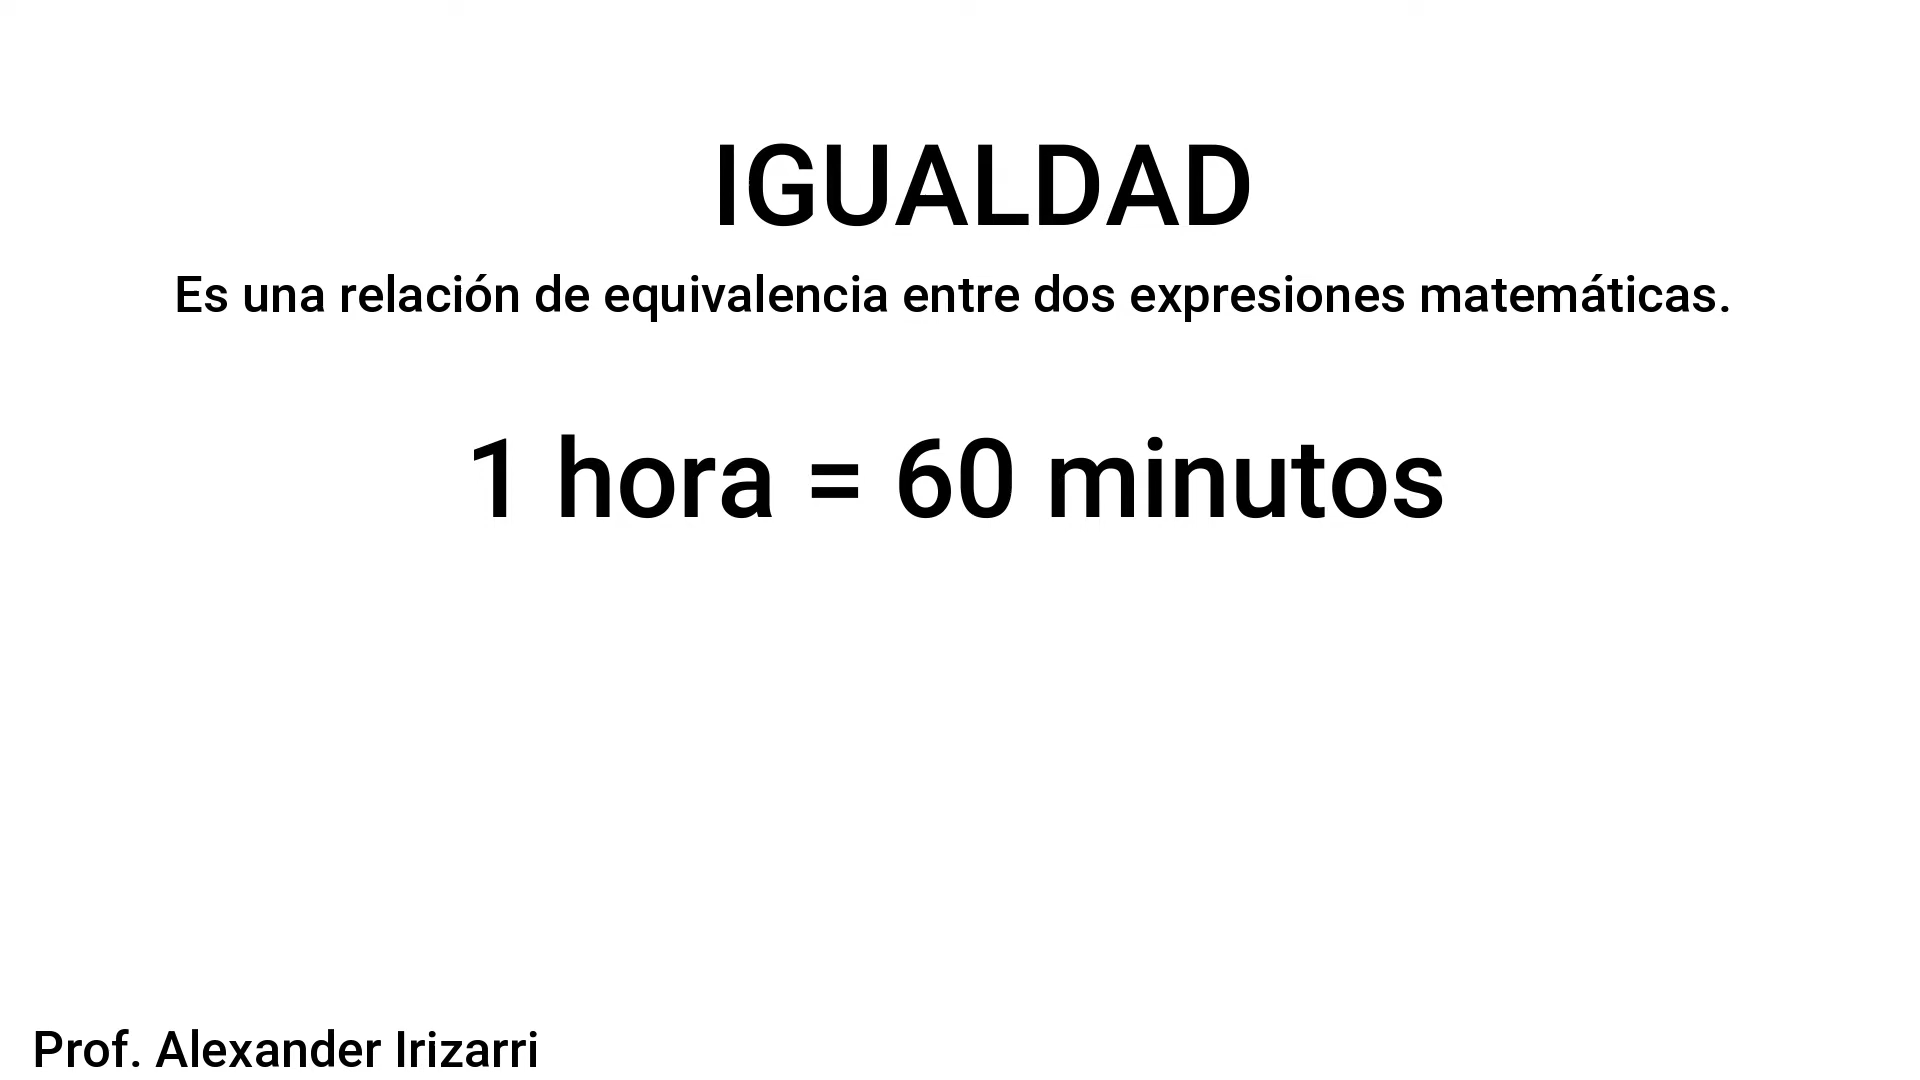 IGUALDAD
Es una relación de equivalencia entre dos expresiones matemáticas.
1 hora = 60 minutos
Prof. Alexander Irizarri